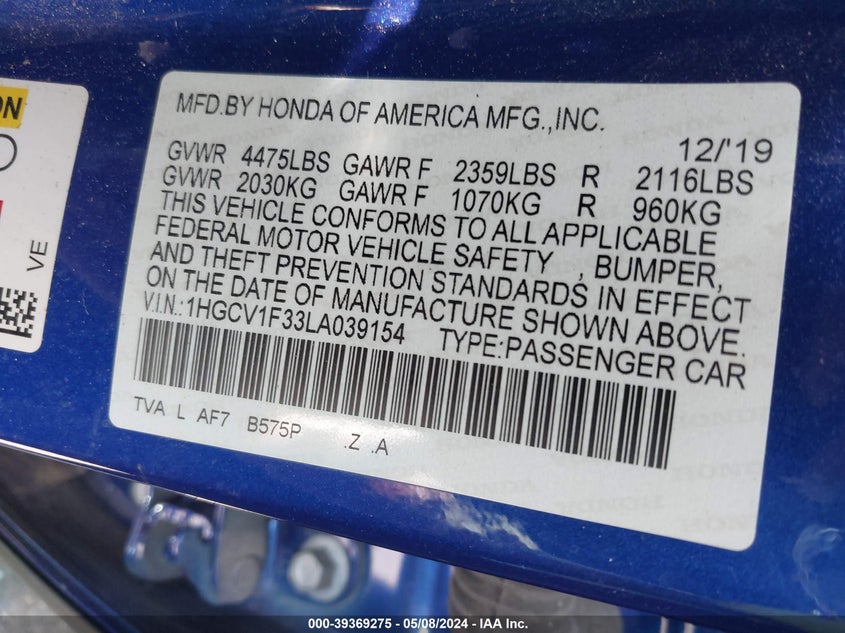 ON
VE
MFD.BY HONDA OF AMERICA MFG.,INC.
12/'19
GVWR 4475LBS GAWR F 2359LBS R 2116LBS
GVWR 2030KG GAWR F 1070KG R 960KG
THIS VEHICLE CONFORMS TO ALL APPLICABLE
FEDERAL MOTOR VEHICLE SAFETY , BUMPER,
AND THEFT PREVENTION STANDARDS IN EFFECT
ON THE DATE OF MANUFACTURE SHOWN ABOVE.
V.I.N.:1HGCV1F33LA039154 TYPE:PASSENGER CAR
TVA L AF7 B575P .Z .A
000-39369275 - 05/08/2024 - IAA Inc.